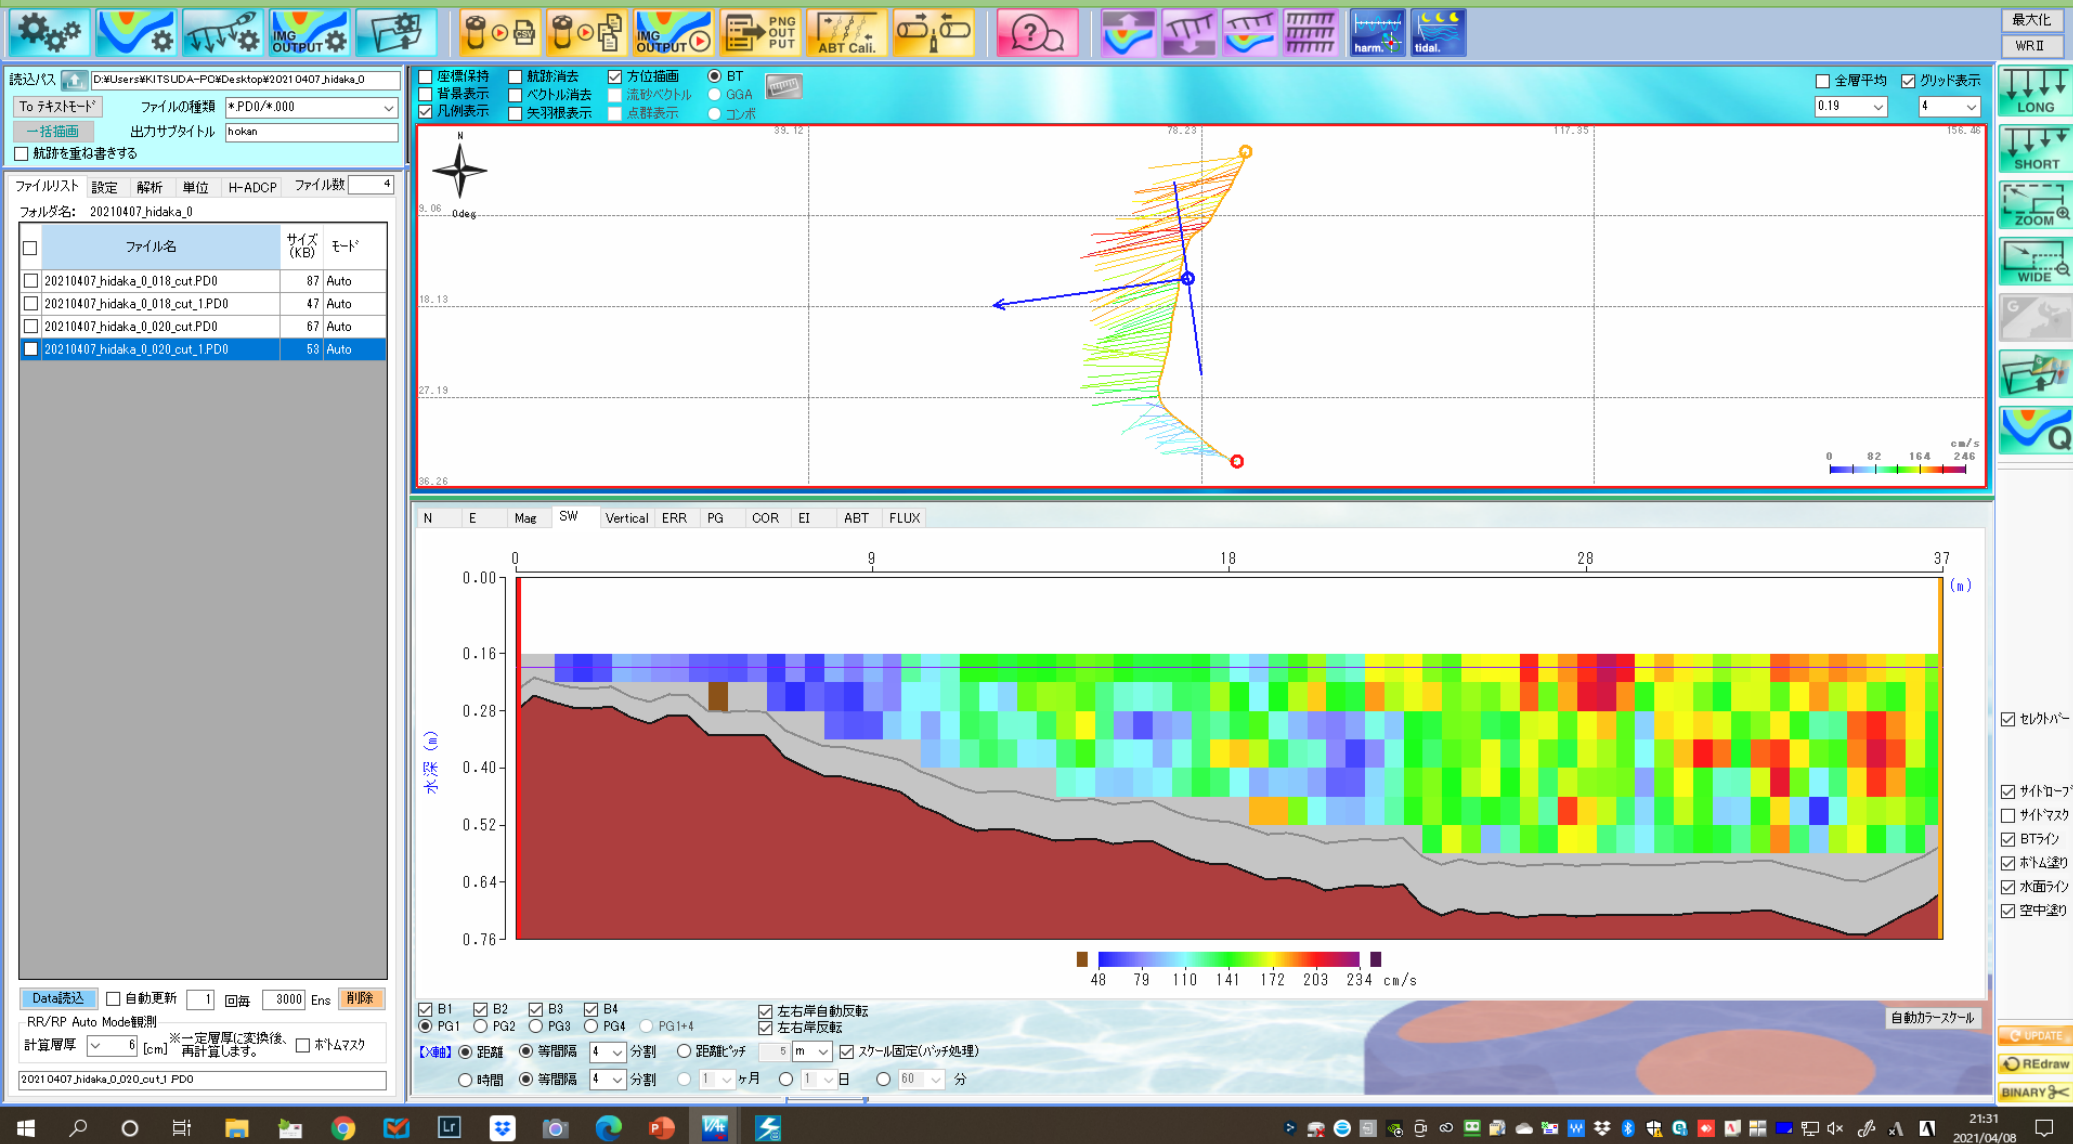 IMG OUTPUT
CSV
IMG OUTPUT
PNG OUT PUT
ABT Cali.
harm.
tidal.
最大化
WRⅡ
読込パス
D:¥Users¥KITSUDA-PC¥Desktop¥20210407_hidaka_0
To テキストモード
ファイルの種類
*.PD0/*.000
一括描画
出力サブタイトル
hokan
航跡を重ね書きする
座標保持
航跡消去
方位描画
BT
背景表示
ベクトル消去
流砂ベクトル
GGA
凡例表示
矢羽根表示
点群表示
コンボ
全層平均
グリッド表示
0.19
4
LONG
SHORT
ZOOM
WIDE
G
Q
ファイルリスト
設定
解析
単位
H-ADCP
ファイル数
4
フォルダ名: 20210407_hidaka_0
ファイル名
サイズ (KB)
モード
20210407_hidaka_0_018_cut.PD0 87 Auto
20210407_hidaka_0_018_cut_1.PD0 47 Auto
20210407_hidaka_0_020_cut.PD0 67 Auto
20210407_hidaka_0_020_cut_1.PD0 53 Auto
N
0deg
39.12
78.23
117.35
156.46
9.06
18.13
27.19
36.26
cm/s
0 82 164 246
N E Mag SW Vertical ERR PG COR EI ABT FLUX
0 9 18 28 37
(m)
0.00
0.16
0.28
0.40
0.52
0.64
0.76
水深 (m)
48 79 110 141 172 203 234 cm/s
セレクトバー
サイドローブ
サイドマスク
BTライン
ボトム塗り
水面ライン
空中塗り
Data読込
自動更新
1
回毎
3000
Ens
削除
RR/RP Auto Mode観測
計算層厚
6
[cm]
※一定層厚に変換後、
再計算します。
ボトムマスク
20210407_hidaka_0_020_cut_1.PD0
B1 B2 B3 B4
左右岸自動反転
PG1 PG2 PG3 PG4 PG1+4
左右岸反転
自動カラースケール
【X軸】
距離
等間隔
4
分割
距離ピッチ
5
m
スケール固定(バッチ処理)
時間
等間隔
4
分割
1
ヶ月
1
日
60
分
UPDATE
REdraw
BINARY
Lr
21:31
2021/04/08